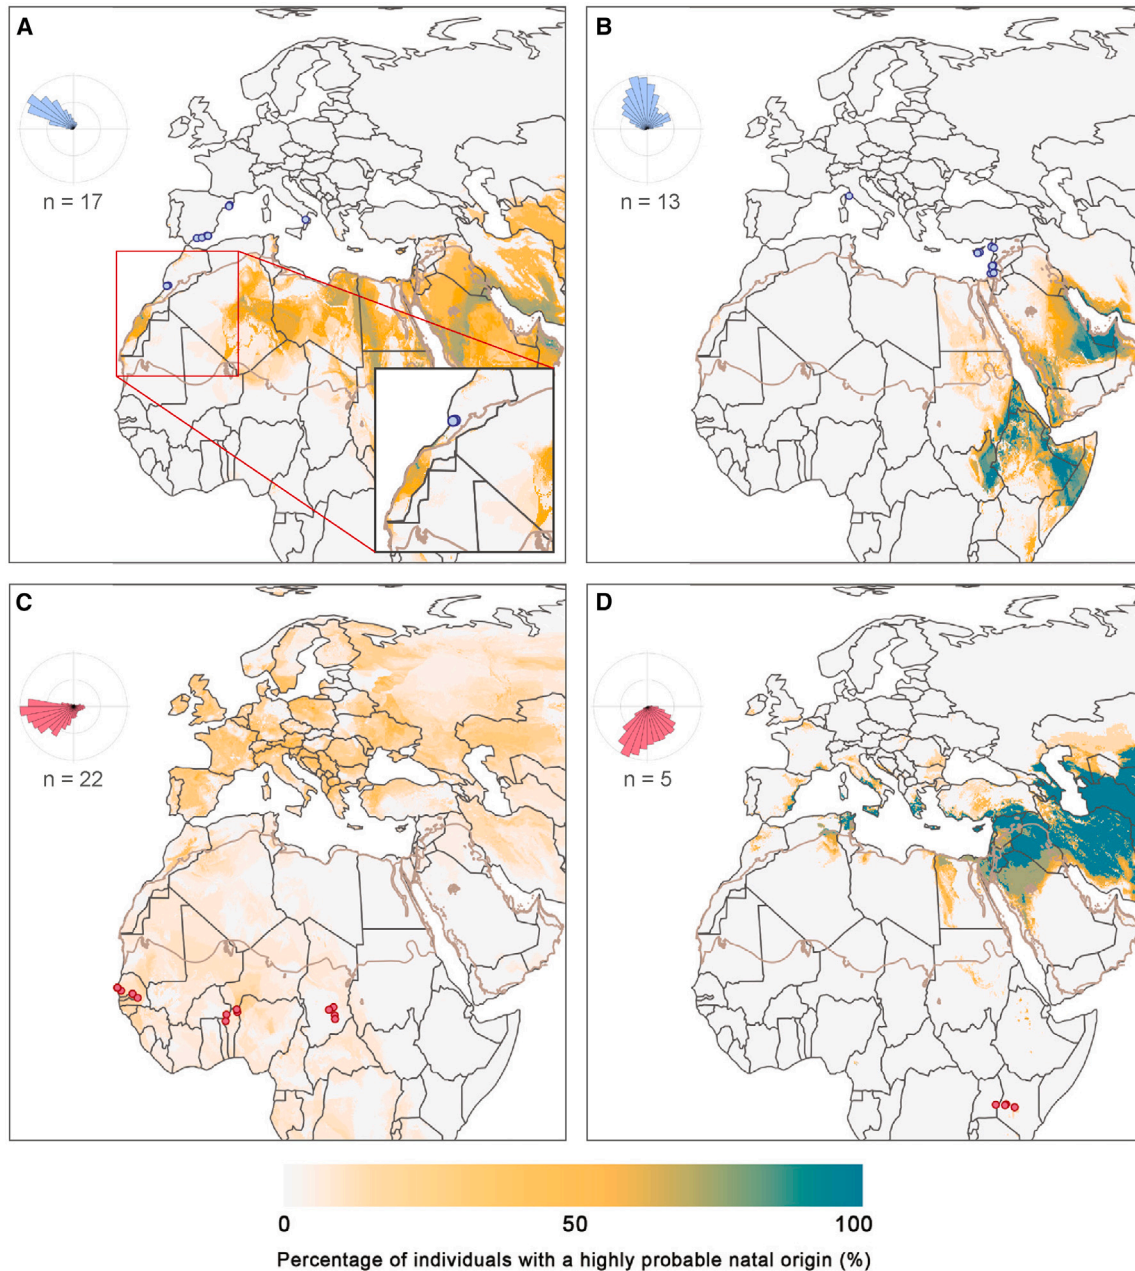 A
n = 17
B
n = 13
C
n = 22
D
n = 5
0
50
100
Percentage of individuals with a highly probable natal origin (%)